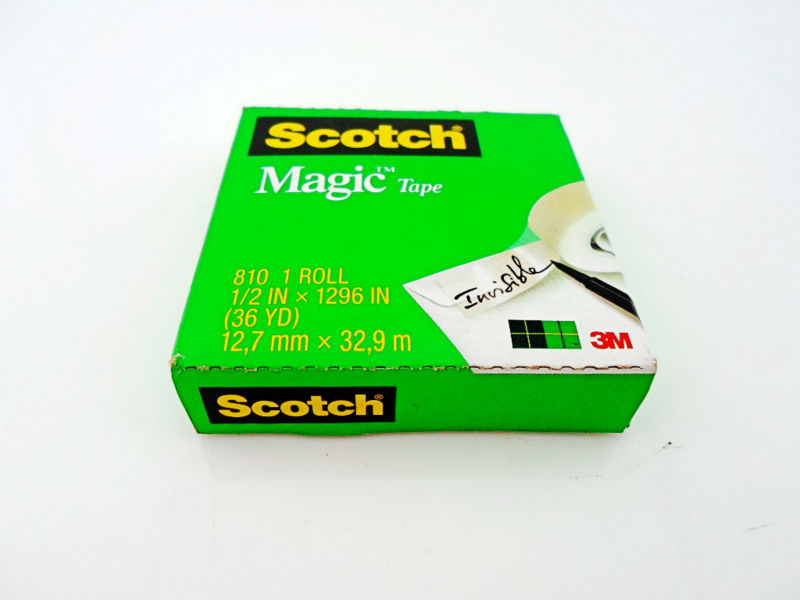 Scotch®
Magic™ Tape
810 1 ROLL
1/2 IN × 1296 IN
(36 YD)
12,7 mm × 32,9 m
Invisible
3M
Scotch®